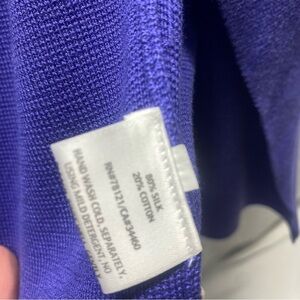 80% SILK
20% COTTON
RN#78121/CA#34460
HAND WASH COLD, SEPARATELY,
USING MILD DETERGENT, NO